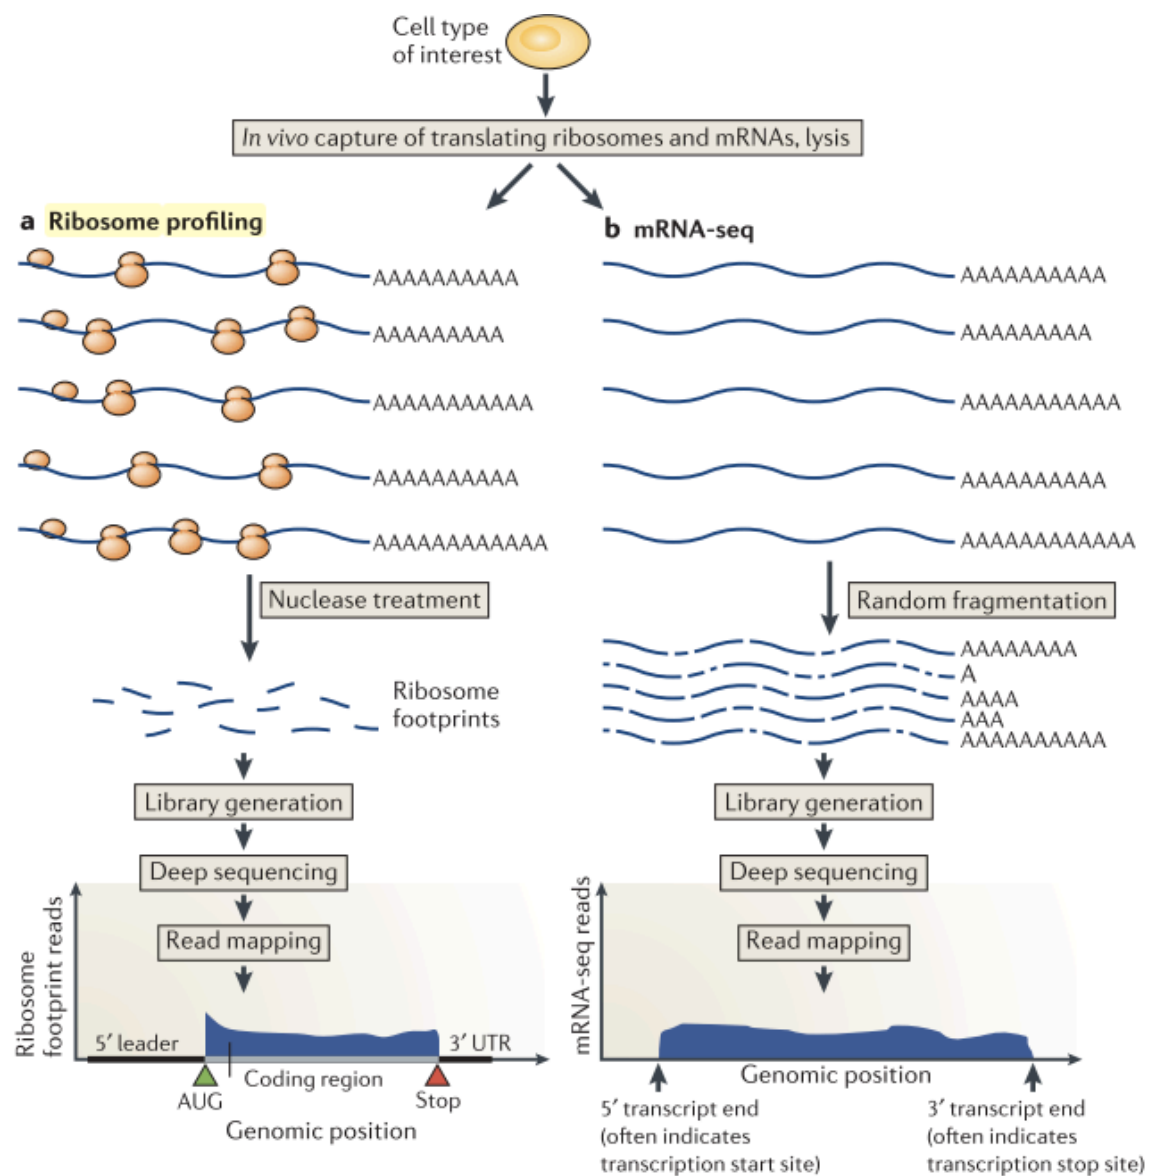 Cell type
of interest
In vivo capture of translating ribosomes and mRNAs, lysis
a Ribosome profiling
AAAAAAAAAA
AAAAAAAAA
AAAAAAAAAAA
AAAAAAAAAA
AAAAAAAAAAAA
Nuclease treatment
Ribosome
footprints
Library generation
Deep sequencing
Read mapping
Ribosome
footprint reads
5′ leader
3′ UTR
Coding region
AUG
Stop
Genomic position
b mRNA-seq
AAAAAAAAAA
AAAAAAAAA
AAAAAAAAAAA
AAAAAAAAAA
AAAAAAAAAAAA
Random fragmentation
AAAAAAAA
A
AAAA
AAA
AAAAAAAAAA
Library generation
Deep sequencing
Read mapping
mRNA-seq reads
Genomic position
5′ transcript end
(often indicates
transcription start site)
3′ transcript end
(often indicates
transcription stop site)